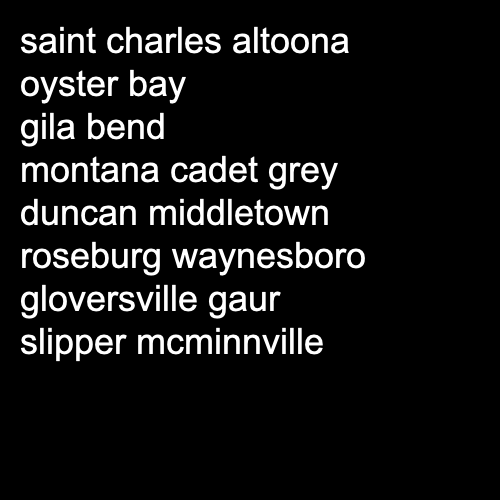 saint charles altoona
oyster bay
gila bend
montana cadet grey
duncan middletown
roseburg waynesboro
gloversville gaur
slipper mcminnville